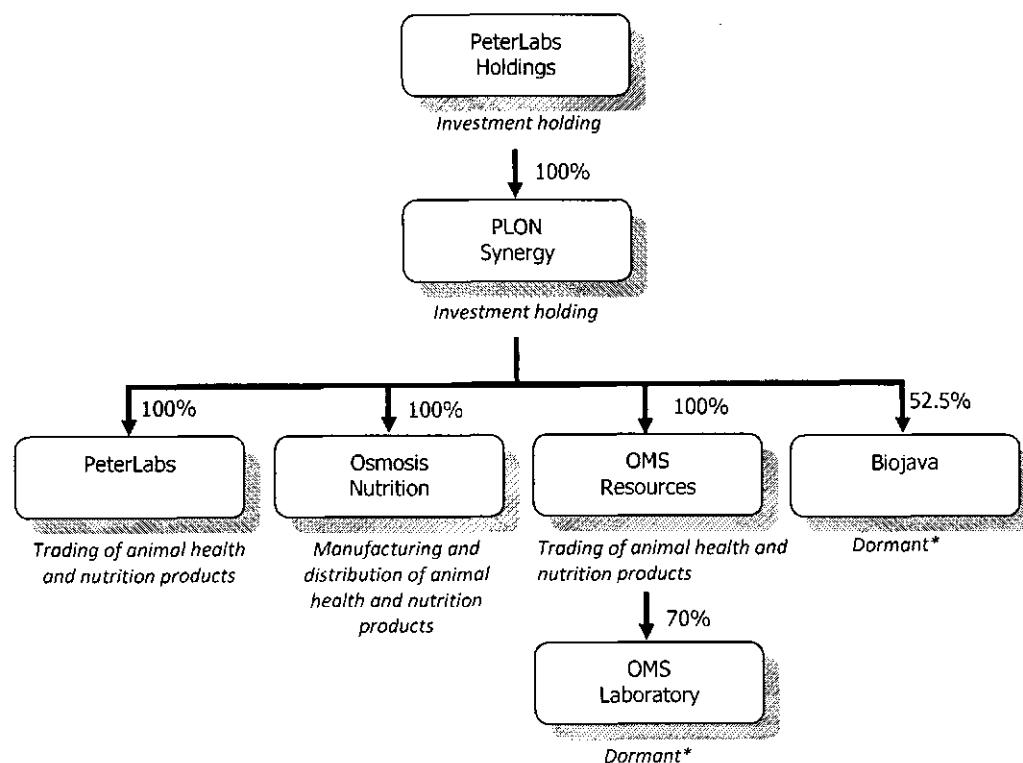 PeterLabs
Holdings
Investment holding
100%
PLON
Synergy
Investment holding
100%
100%
100%
52.5%
PeterLabs
Osmosis
Nutrition
OMS
Resources
Biojava
Trading of animal health
and nutrition products
Manufacturing and
distribution of animal
health and nutrition
products
Trading of animal health and
nutrition products
Dormant*
70%
OMS
Laboratory
Dormant*